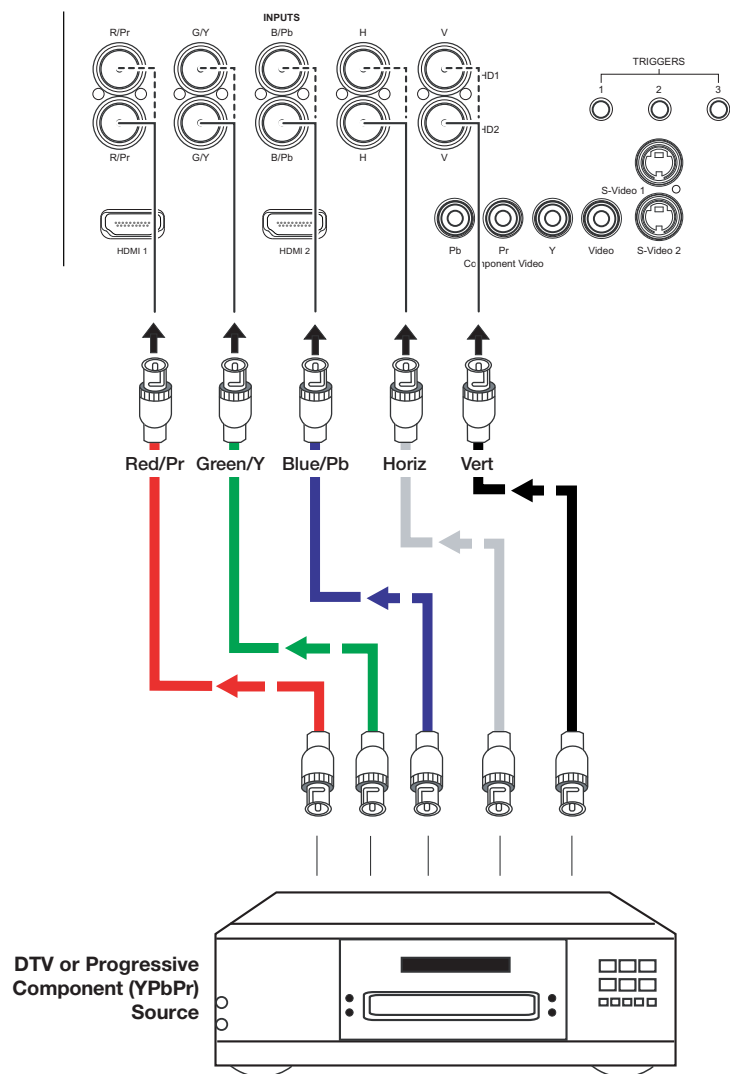 INPUTS
R/Pr G/Y B/Pb H V
HD1
TRIGGERS
1 2 3
HD2
R/Pr G/Y B/Pb H V
S-Video 1
HDMI 1 HDMI 2 Pb Pr Y Video S-Video 2
Component Video
Red/Pr Green/Y Blue/Pb Horiz Vert
DTV or Progressive
Component (YPbPr)
Source